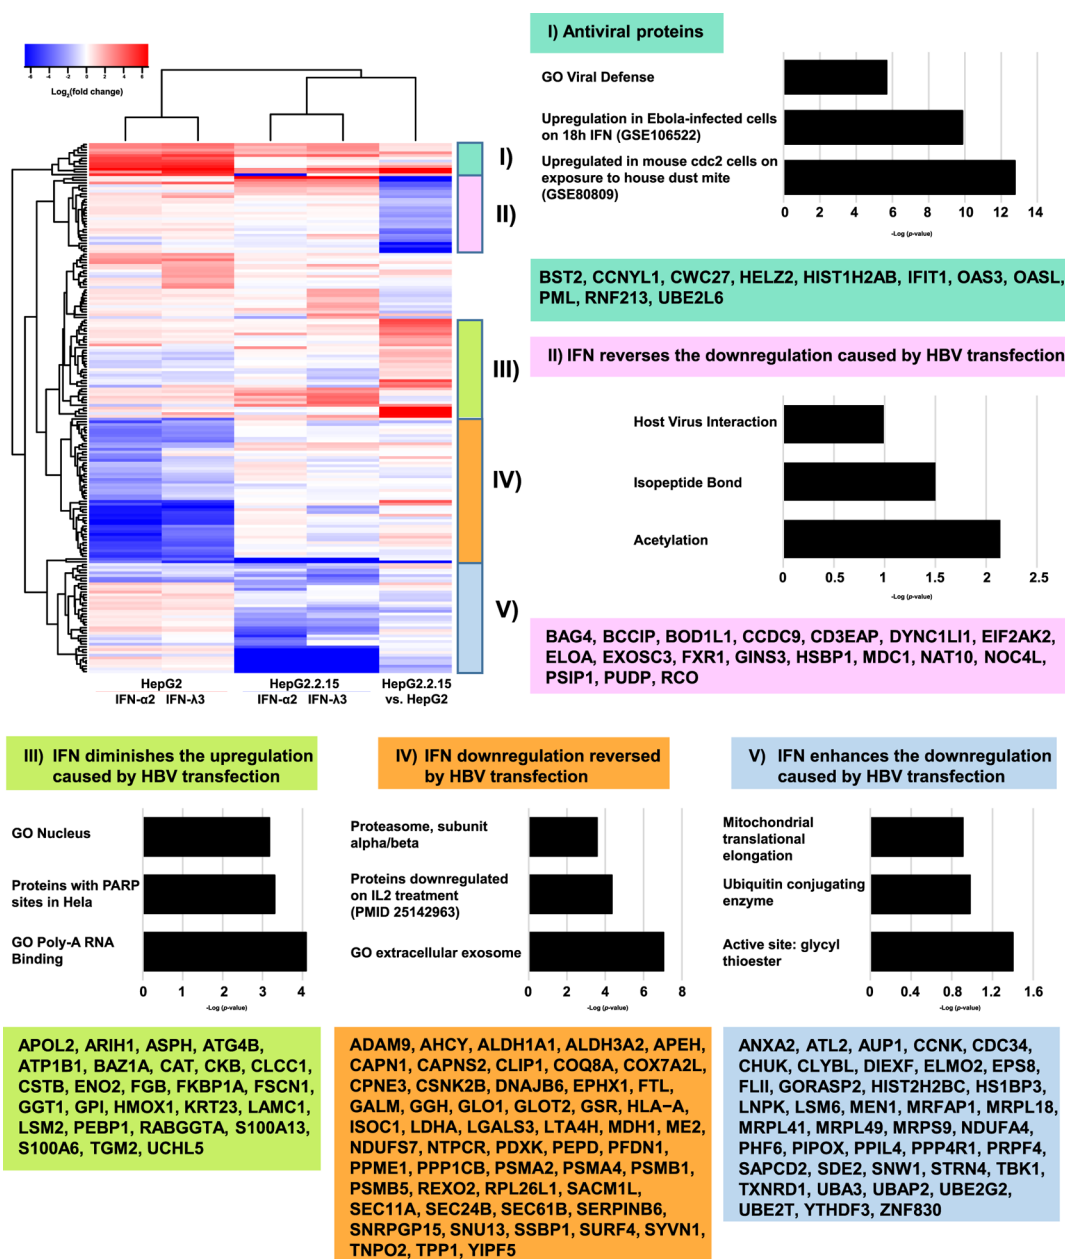 -6 -4 -2 0 2 4 6
Log2(fold change)
I)
II)
III)
IV)
V)
HepG2 HepG2.2.15 HepG2.2.15
IFN-α2 IFN-λ3 IFN-α2 IFN-λ3 vs. HepG2
I) Antiviral proteins
GO Viral Defense
Upregulation in Ebola-infected cells
on 18h IFN (GSE106522)
Upregulated in mouse cdc2 cells on
exposure to house dust mite
(GSE80809)
0 2 4 6 8 10 12 14
-Log (p-value)
BST2, CCNYL1, CWC27, HELZ2, HIST1H2AB, IFIT1, OAS3, OASL,
PML, RNF213, UBE2L6
II) IFN reverses the downregulation caused by HBV transfection
Host Virus Interaction
Isopeptide Bond
Acetylation
0 0.5 1 1.5 2 2.5
-Log (p-value)
BAG4, BCCIP, BOD1L1, CCDC9, CD3EAP, DYNC1LI1, EIF2AK2,
ELOA, EXOSC3, FXR1, GINS3, HSBP1, MDC1, NAT10, NOC4L,
PSIP1, PUDP, RCO
III) IFN diminishes the upregulation
caused by HBV transfection
GO Nucleus
Proteins with PARP
sites in Hela
GO Poly-A RNA
Binding
0 1 2 3 4
-Log (p-value)
APOL2, ARIH1, ASPH, ATG4B,
ATP1B1, BAZ1A, CAT, CKB, CLCC1,
CSTB, ENO2, FGB, FKBP1A, FSCN1,
GGT1, GPI, HMOX1, KRT23, LAMC1,
LSM2, PEBP1, RABGGTA, S100A13,
S100A6, TGM2, UCHL5
IV) IFN downregulation reversed
by HBV transfection
Proteasome, subunit
alpha/beta
Proteins downregulated
on IL2 treatment
(PMID 25142963)
GO extracellular exosome
0 2 4 6 8
-Log (p-value)
ADAM9, AHCY, ALDH1A1, ALDH3A2, APEH,
CAPN1, CAPNS2, CLIP1, COQ8A, COX7A2L,
CPNE3, CSNK2B, DNAJB6, EPHX1, FTL,
GALM, GGH, GLO1, GLOT2, GSR, HLA−A,
ISOC1, LDHA, LGALS3, LTA4H, MDH1, ME2,
NDUFS7, NTPCR, PDXK, PEPD, PFDN1,
PPME1, PPP1CB, PSMA2, PSMA4, PSMB1,
PSMB5, REXO2, RPL26L1, SACM1L,
SEC11A, SEC24B, SEC61B, SERPINB6,
SNRPGP15, SNU13, SSBP1, SURF4, SYVN1,
TNPO2, TPP1, YIPF5
V) IFN enhances the downregulation
caused by HBV transfection
Mitochondrial
translational
elongation
Ubiquitin conjugating
enzyme
Active site: glycyl
thioester
0 0.4 0.8 1.2 1.6
-Log (p-value)
ANXA2, ATL2, AUP1, CCNK, CDC34,
CHUK, CLYBL, DIEXF, ELMO2, EPS8,
FLII, GORASP2, HIST2H2BC, HS1BP3,
LNPK, LSM6, MEN1, MRFAP1, MRPL18,
MRPL41, MRPL49, MRPS9, NDUFA4,
PHF6, PIPOX, PPIL4, PPP4R1, PRPF4,
SAPCD2, SDE2, SNW1, STRN4, TBK1,
TXNRD1, UBA3, UBAP2, UBE2G2,
UBE2T, YTHDF3, ZNF830